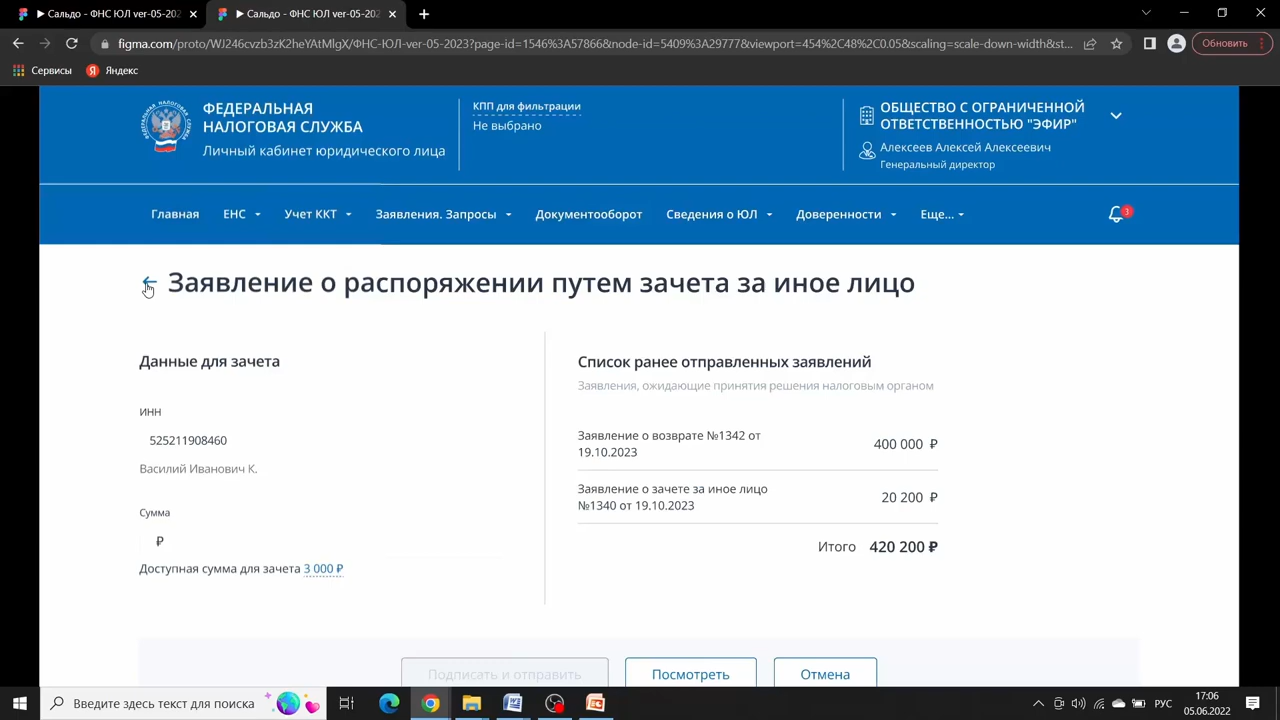 ▶ Сальдо - ФНС ЮЛ ver-05-202
▶ Сальдо - ФНС ЮЛ ver-05-202
figma.com/proto/WJ246cvzb3zK2heYAtMlgX/ФНС-ЮЛ-ver-05-2023?page-id=1546%3A57866&node-id=5409%3A29777&viewport=454%2C48%2C0.05&scaling=scale-down-width&st...
Обновить
Сервисы
Яндекс
ФЕДЕРАЛЬНАЯ
НАЛОГОВАЯ СЛУЖБА
Личный кабинет юридического лица
КПП для фильтрации
Не выбрано
ОБЩЕСТВО С ОГРАНИЧЕННОЙ
ОТВЕТСТВЕННОСТЬЮ "ЭФИР"
Алексеев Алексей Алексеевич
Генеральный директор
Главная ЕНС Учет ККТ Заявления. Запросы Документооборот Сведения о ЮЛ Доверенности Еще...
3
Заявление о распоряжении путем зачета за иное лицо
Данные для зачета
ИНН
525211908460
Василий Иванович К.
Сумма
₽
Доступная сумма для зачета 3 000 ₽
Список ранее отправленных заявлений
Заявления, ожидающие принятия решения налоговым органом
Заявление о возврате №1342 от
19.10.2023
400 000 ₽
Заявление о зачете за иное лицо
№1340 от 19.10.2023
20 200 ₽
Итого 420 200 ₽
Подписать и отправить
Посмотреть
Отмена
Введите здесь текст для поиска
РУС
17:06
05.06.2022